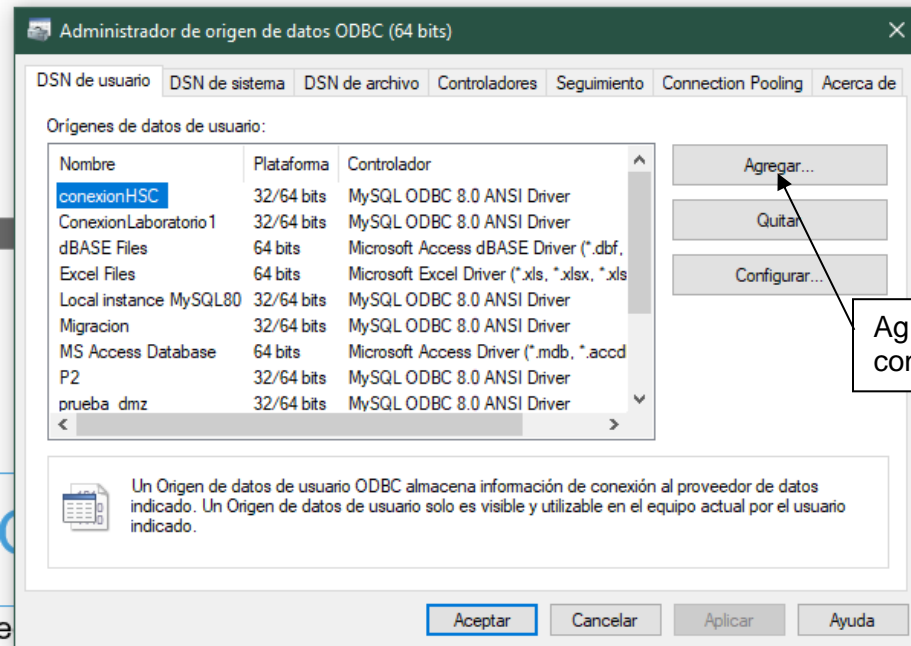 Administrador de origen de datos ODBC (64 bits)
DSN de usuario DSN de sistema DSN de archivo Controladores Seguimiento Connection Pooling Acerca de
Orígenes de datos de usuario:
Nombre Plataforma Controlador
conexionHSC 32/64 bits MySQL ODBC 8.0 ANSI Driver
ConexionLaboratorio1 32/64 bits MySQL ODBC 8.0 ANSI Driver
dBASE Files 64 bits Microsoft Access dBASE Driver (*.dbf,
Excel Files 64 bits Microsoft Excel Driver (*.xls, *.xlsx, *.xls
Local instance MySQL80 32/64 bits MySQL ODBC 8.0 ANSI Driver
Migracion 32/64 bits MySQL ODBC 8.0 ANSI Driver
MS Access Database 64 bits Microsoft Access Driver (*.mdb, *.accd
P2 32/64 bits MySQL ODBC 8.0 ANSI Driver
prueba_dmz 32/64 bits MySQL ODBC 8.0 ANSI Driver
Agregar...
Quitar
Configurar...
Un Origen de datos de usuario ODBC almacena información de conexión al proveedor de datos
indicado. Un Origen de datos de usuario solo es visible y utilizable en el equipo actual por el usuario
indicado.
Aceptar Cancelar Aplicar Ayuda